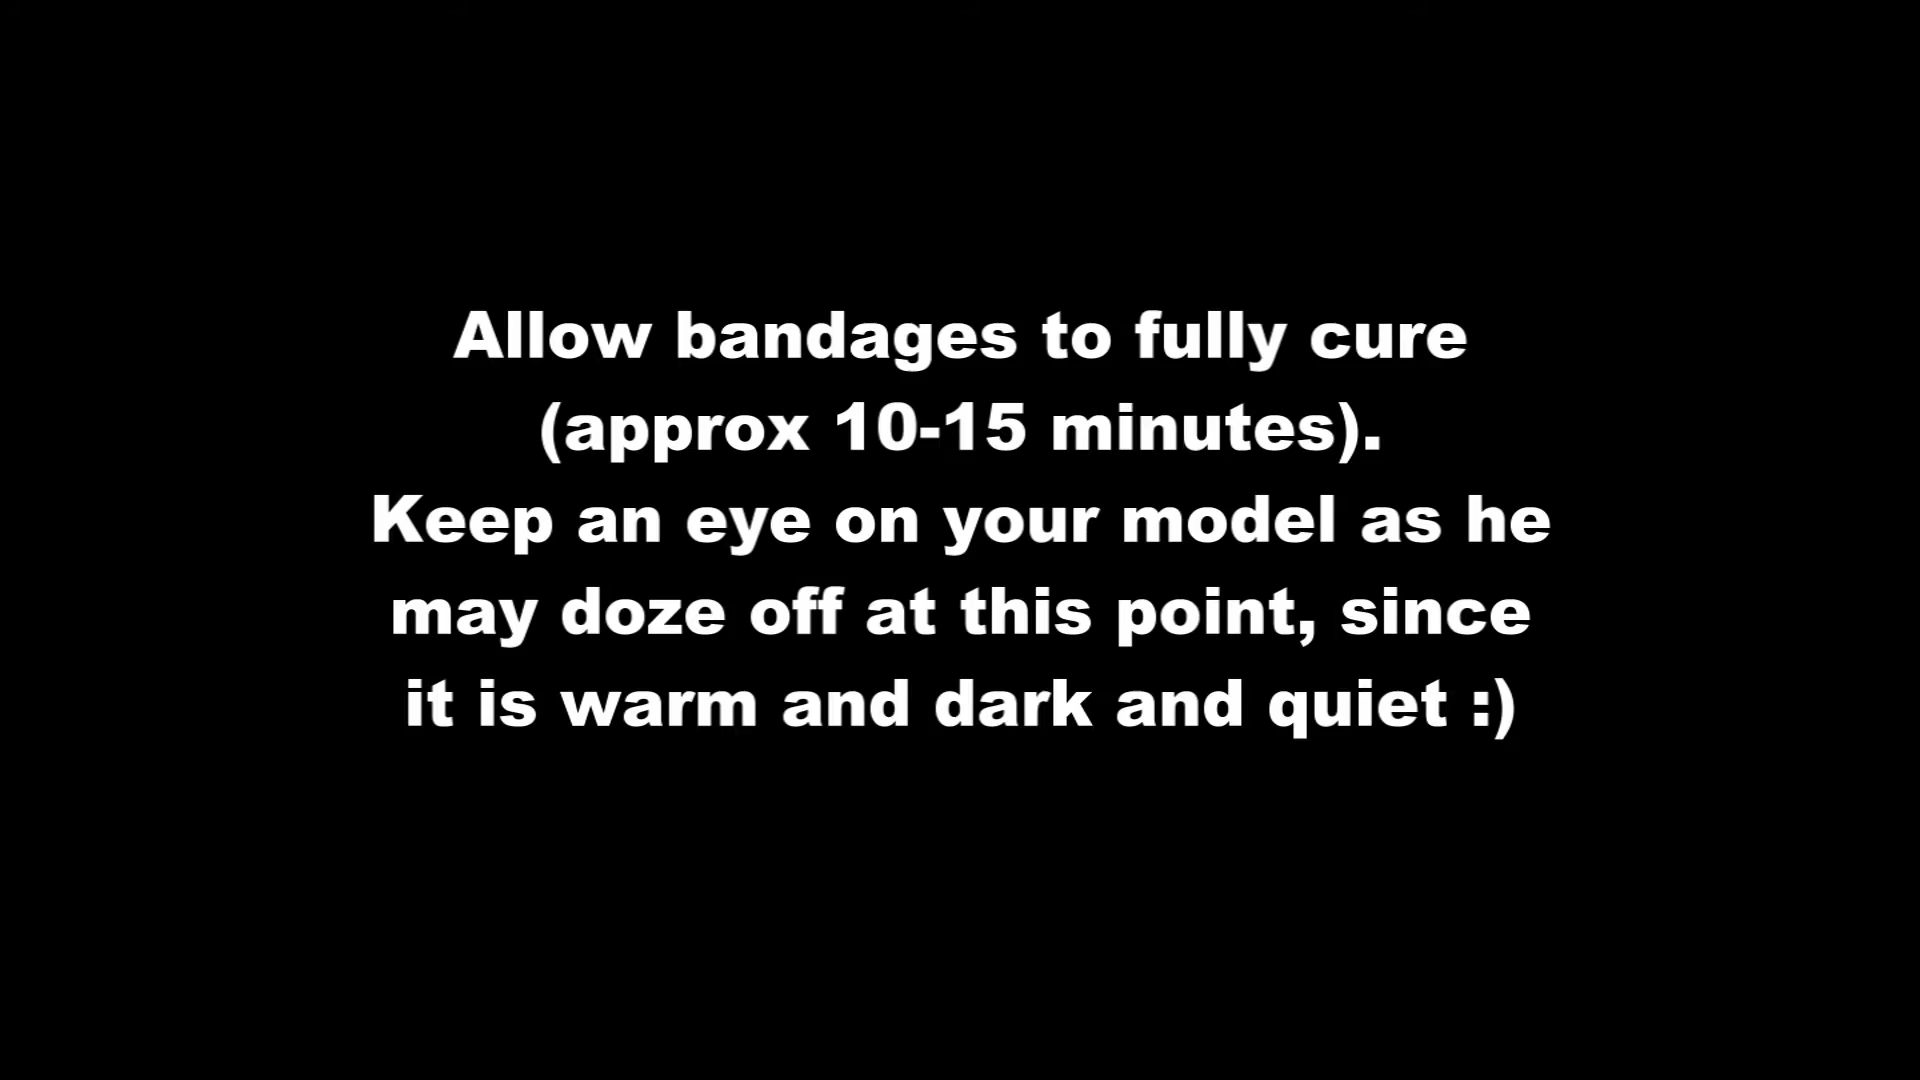 Allow bandages to fully cure
(approx 10-15 minutes).
Keep an eye on your model as he
may doze off at this point, since
it is warm and dark and quiet :)